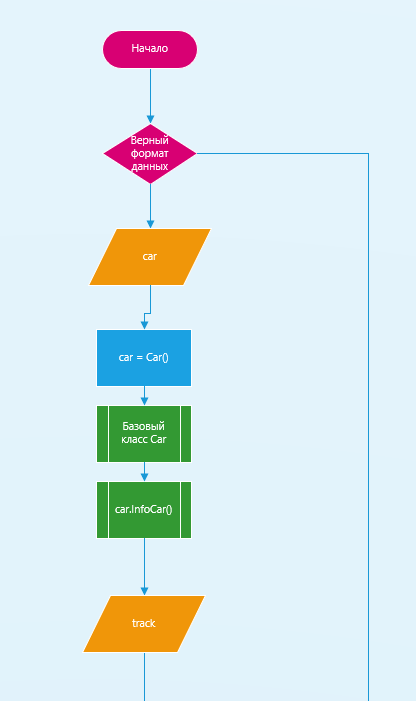 Начало
Верный
формат
данных
car
car = Car()
Базовый
класс Car
car.InfoCar()
track